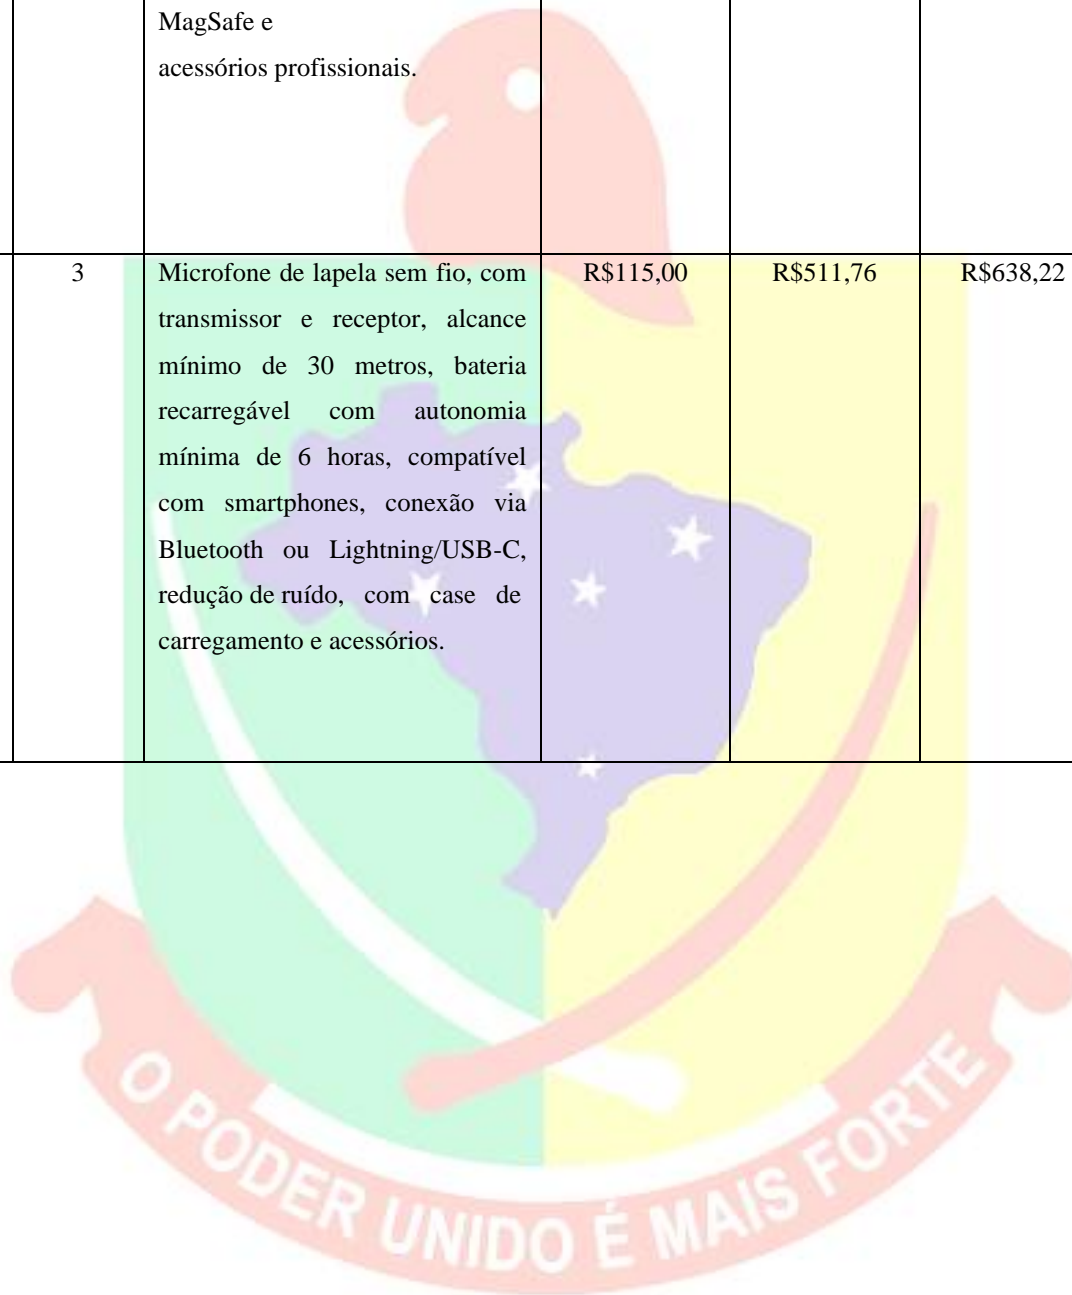 MagSafe e
acessórios profissionais.
3
Microfone de lapela sem fio, com
transmissor e receptor, alcance
mínimo de 30 metros, bateria
recarregável com autonomia
mínima de 6 horas, compatível
com smartphones, conexão via
Bluetooth ou Lightning/USB-C,
redução de ruído, com case de
carregamento e acessórios.
R$115,00
R$511,76
R$638,22
O PODER UNIDO É MAIS FORTE